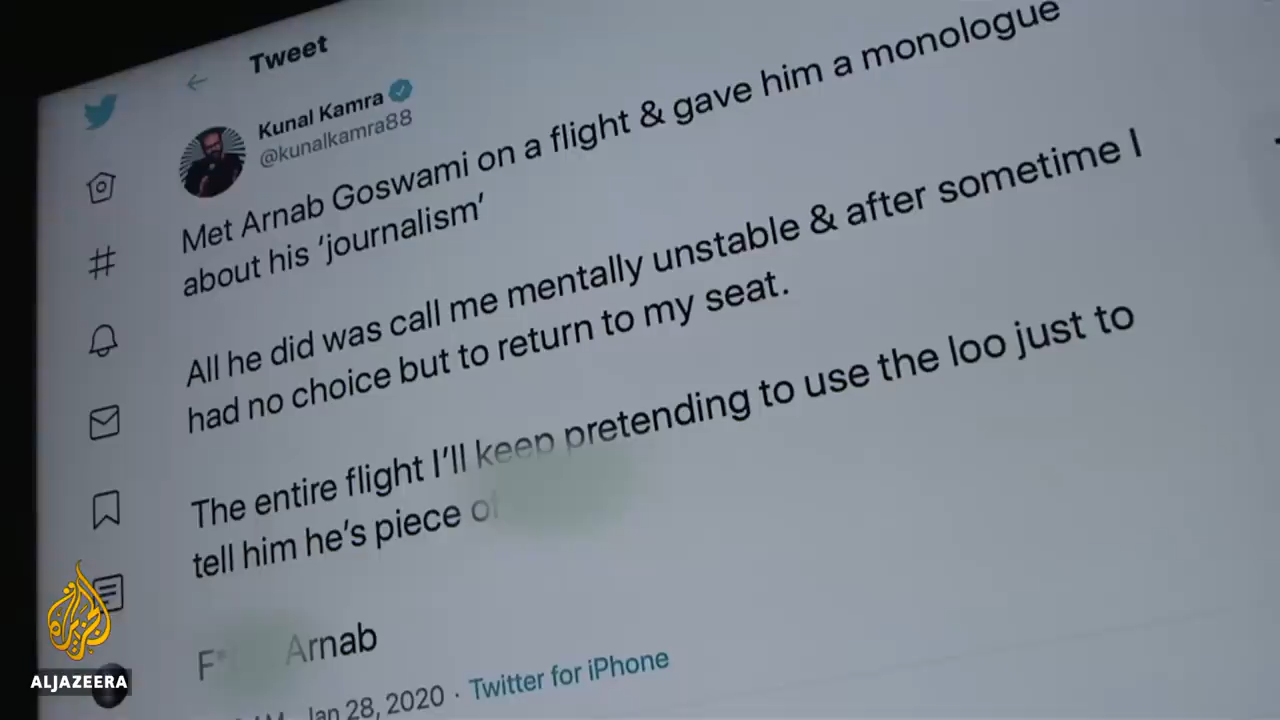 Tweet
Kunal Kamra
@kunalkamra88
Met Arnab Goswami on a flight & gave him a monologue
about his ‘journalism’
All he did was call me mentally unstable & after sometime I
had no choice but to return to my seat.
The entire flight I’ll keep pretending to use the loo just to
tell him he’s piece of
F* Arnab
Jan 28, 2020 · Twitter for iPhone
الجزيرة
ALJAZEERA